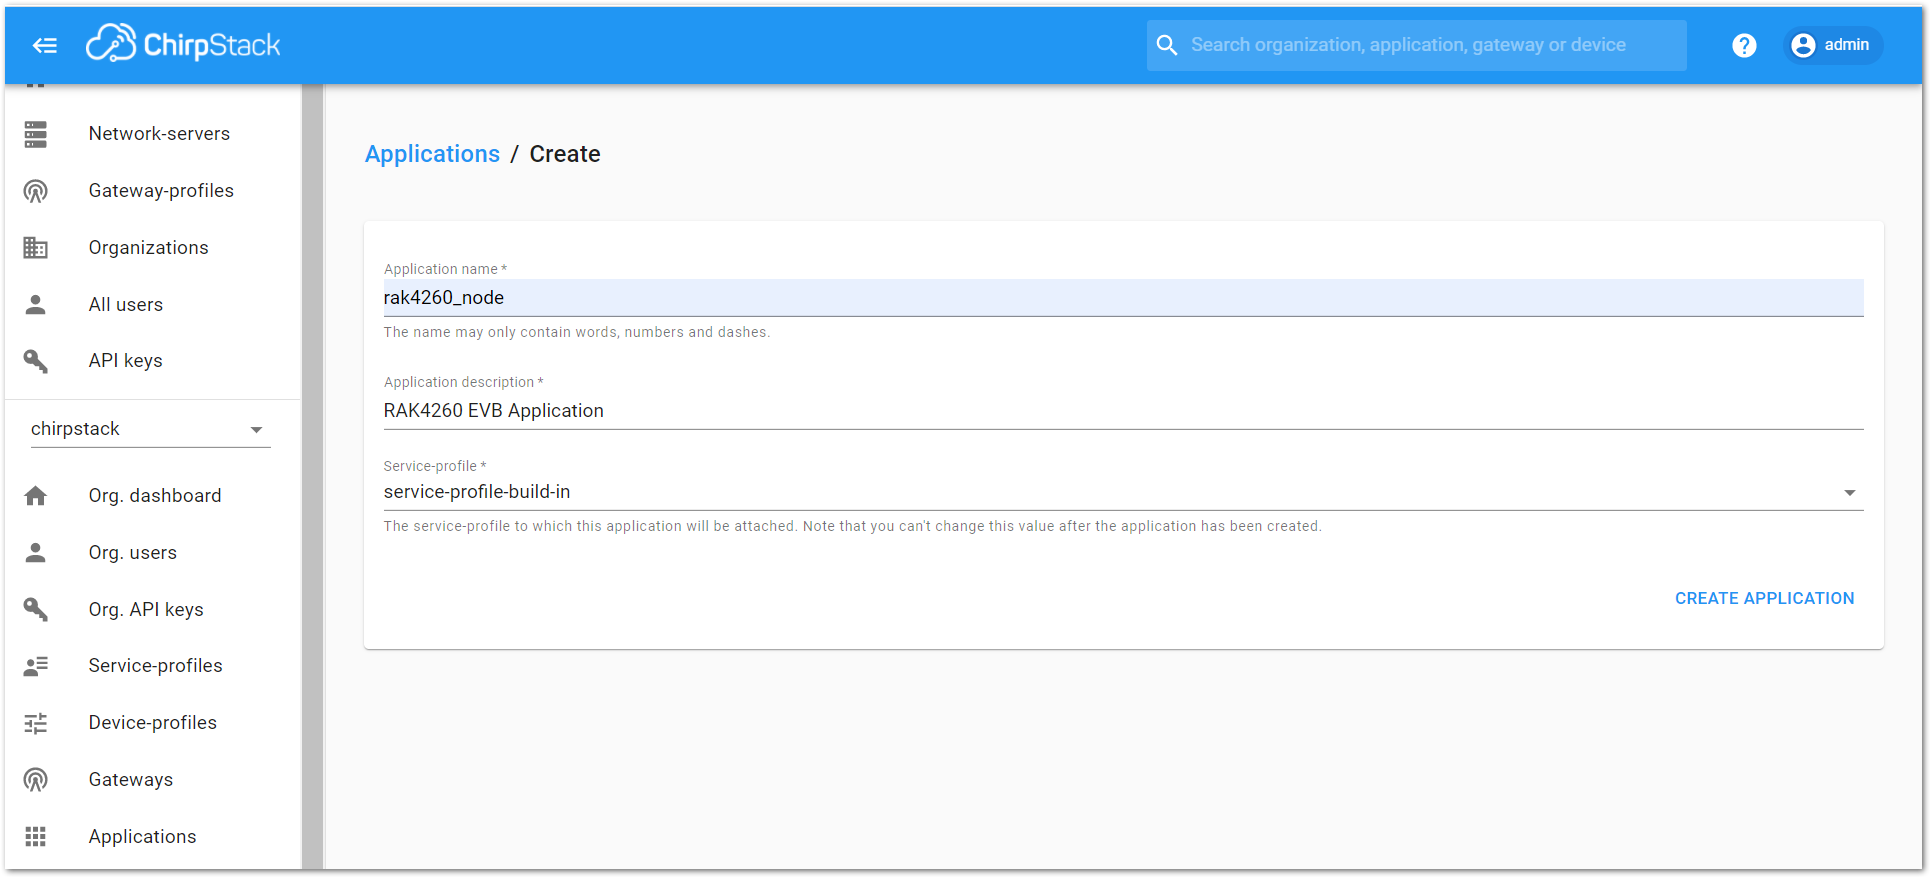 ChirpStack
Search organization, application, gateway or device
?
admin
Network-servers
Gateway-profiles
Organizations
All users
API keys
chirpstack
Org. dashboard
Org. users
Org. API keys
Service-profiles
Device-profiles
Gateways
Applications
Applications / Create
Application name *
rak4260_node
The name may only contain words, numbers and dashes.
Application description *
RAK4260 EVB Application
Service-profile *
service-profile-build-in
The service-profile to which this application will be attached. Note that you can't change this value after the application has been created.
CREATE APPLICATION